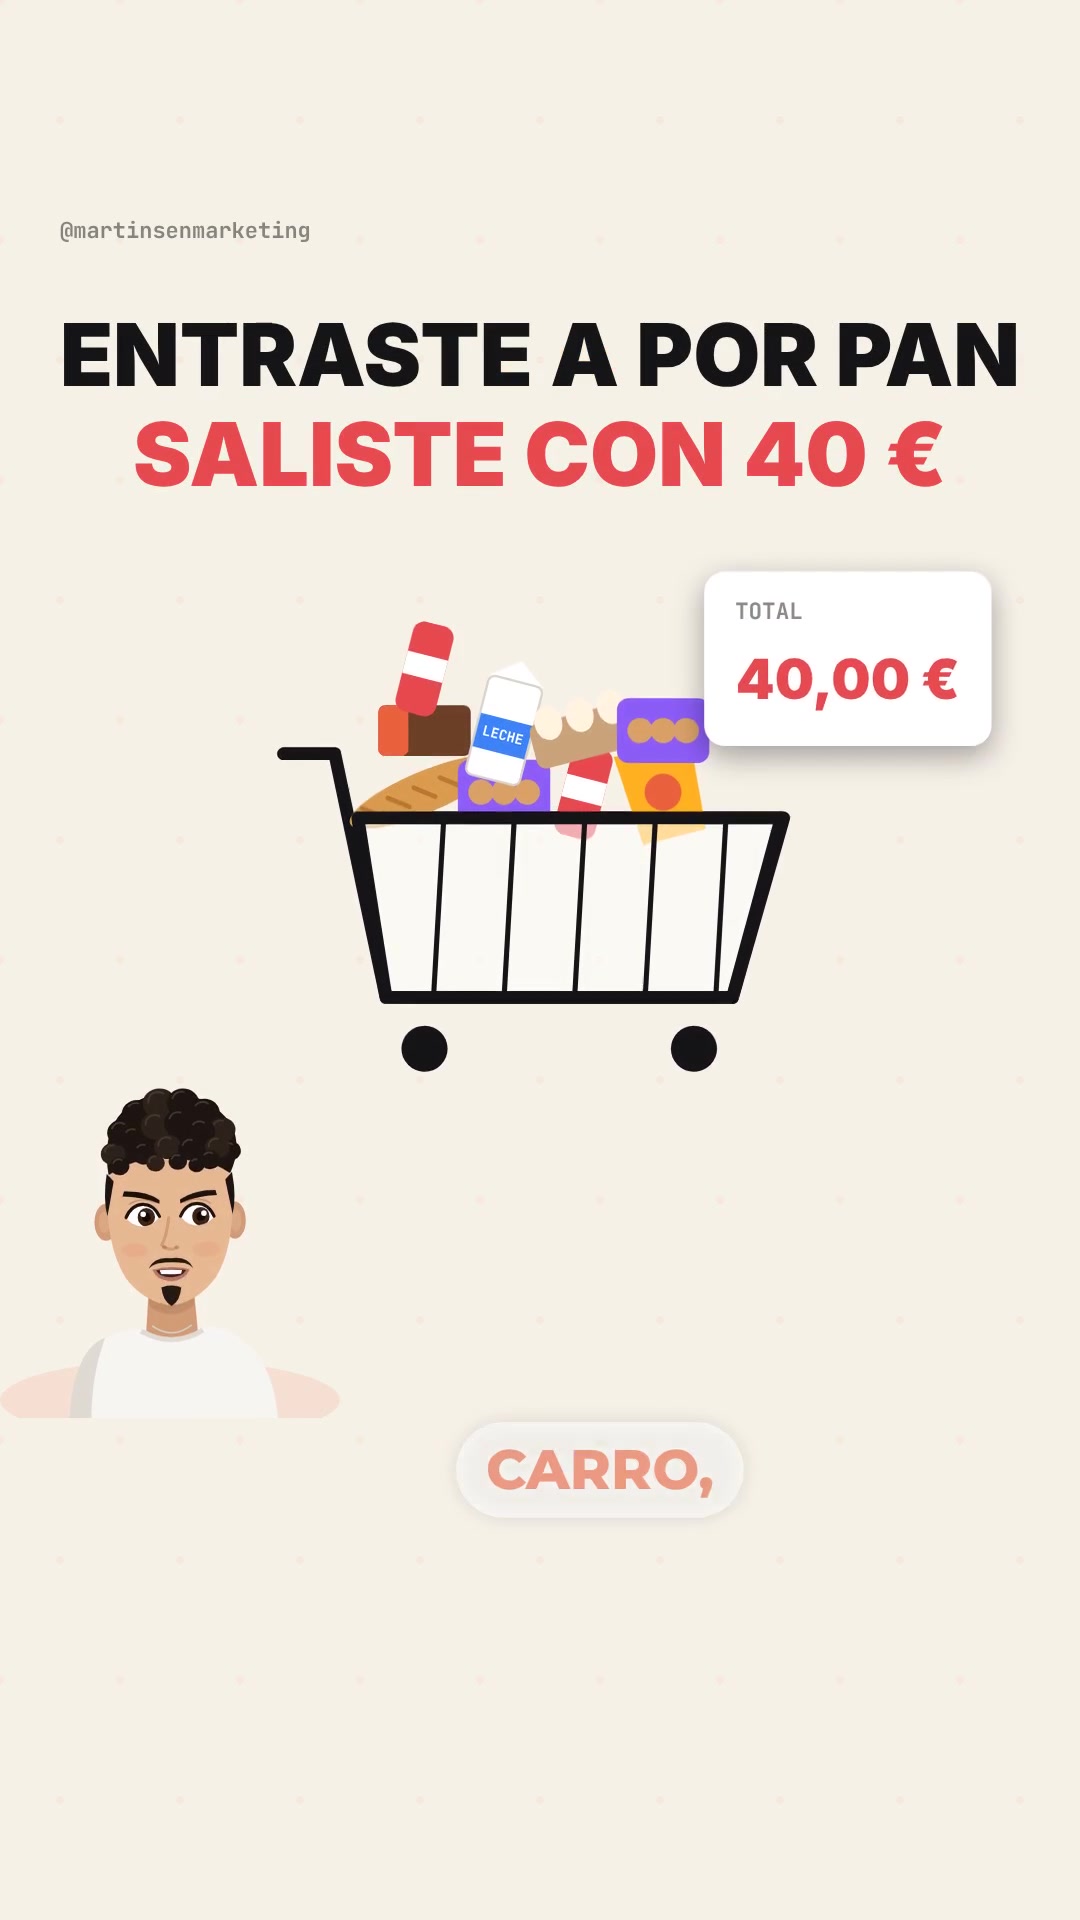 @martinsenmarketing
ENTRASTE A POR PAN
SALISTE CON 40 €
TOTAL
40,00 €
LECHE
CARRO,